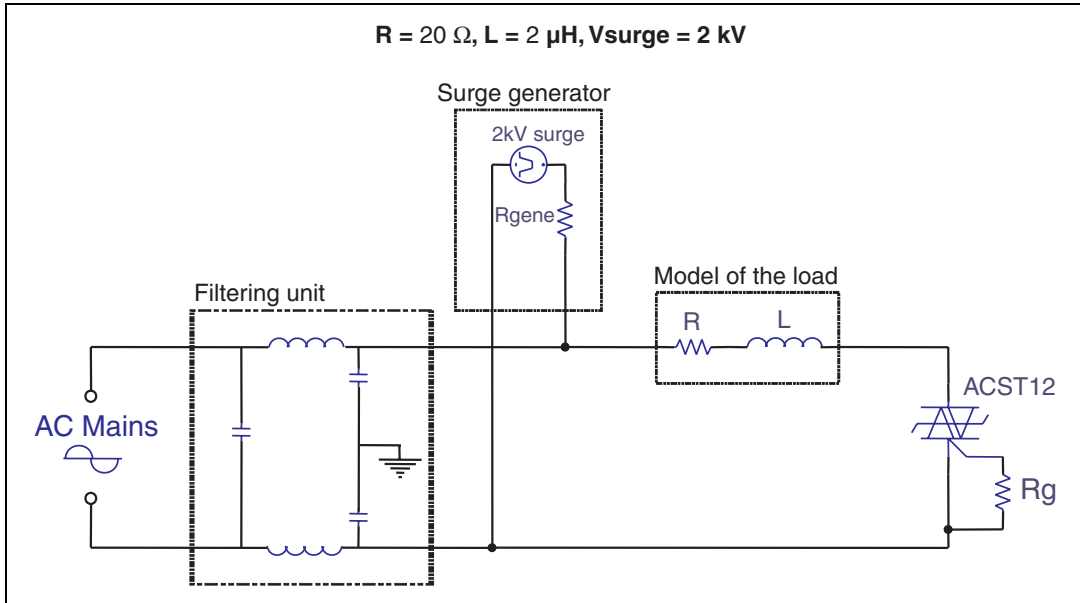 R = 20 Ω, L = 2 µH, Vsurge = 2 kV
Surge generator
2kV surge
Rgene
Model of the load
Filtering unit
R
L
ACST12
AC Mains
Rg